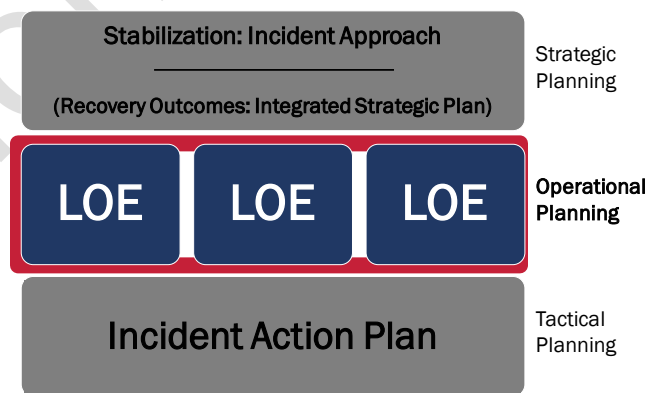 Stabilization: Incident Approach
(Recovery Outcomes: Integrated Strategic Plan)
Strategic
Planning
LOE
LOE
LOE
Operational
Planning
Incident Action Plan
Tactical
Planning